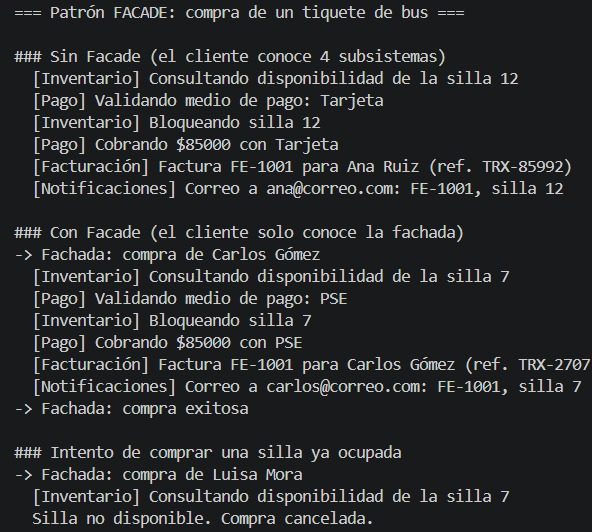 === Patrón FACADE: compra de un tiquete de bus ===
### Sin Facade (el cliente conoce 4 subsistemas)
[Inventario] Consultando disponibilidad de la silla 12
[Pago] Validando medio de pago: Tarjeta
[Inventario] Bloqueando silla 12
[Pago] Cobrando $85000 con Tarjeta
[Facturación] Factura FE-1001 para Ana Ruiz (ref. TRX-85992)
[Notificaciones] Correo a ana@correo.com: FE-1001, silla 12
### Con Facade (el cliente solo conoce la fachada)
-> Fachada: compra de Carlos Gómez
[Inventario] Consultando disponibilidad de la silla 7
[Pago] Validando medio de pago: PSE
[Inventario] Bloqueando silla 7
[Pago] Cobrando $85000 con PSE
[Facturación] Factura FE-1001 para Carlos Gómez (ref. TRX-2707
[Notificaciones] Correo a carlos@correo.com: FE-1001, silla 7
-> Fachada: compra exitosa
### Intento de comprar una silla ya ocupada
-> Fachada: compra de Luisa Mora
[Inventario] Consultando disponibilidad de la silla 7
Silla no disponible. Compra cancelada.